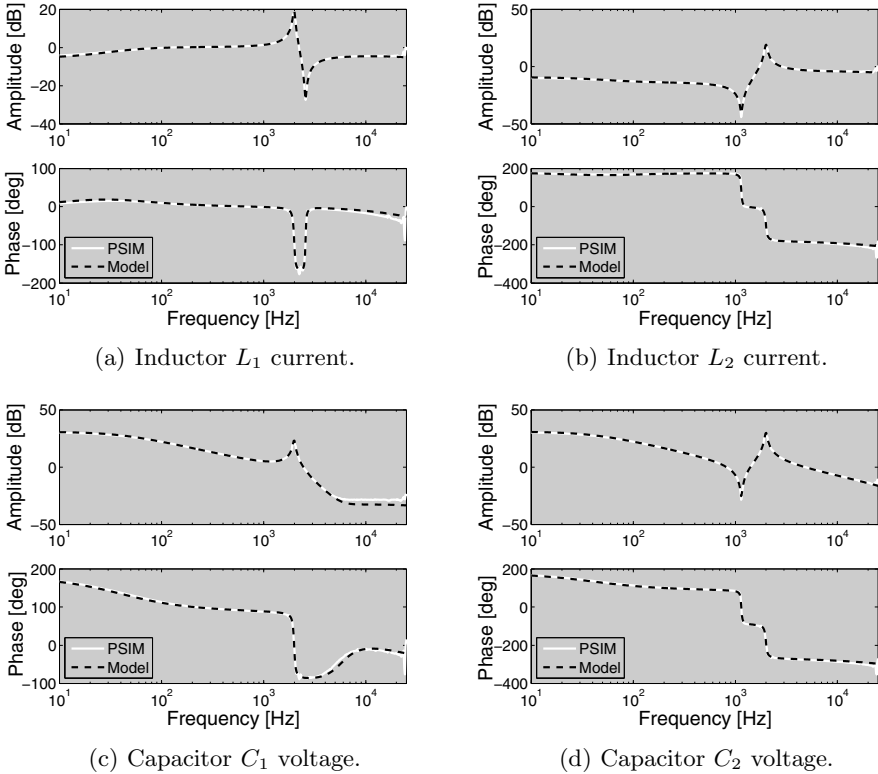 20
0
−20
−40
Amplitude [dB]
10^1
10^2
10^3
10^4
100
0
−100
−200
Phase [deg]
PSIM
Model
10^1
10^2
10^3
10^4
Frequency [Hz]
(a) Inductor L_1 current.
50
0
−50
Amplitude [dB]
10^1
10^2
10^3
10^4
200
0
−200
−400
Phase [deg]
PSIM
Model
10^1
10^2
10^3
10^4
Frequency [Hz]
(b) Inductor L_2 current.
50
0
−50
Amplitude [dB]
10^1
10^2
10^3
10^4
200
100
0
−100
Phase [deg]
PSIM
Model
10^1
10^2
10^3
10^4
Frequency [Hz]
(c) Capacitor C_1 voltage.
50
0
−50
Amplitude [dB]
10^1
10^2
10^3
10^4
200
0
−200
−400
Phase [deg]
PSIM
Model
10^1
10^2
10^3
10^4
Frequency [Hz]
(d) Capacitor C_2 voltage.